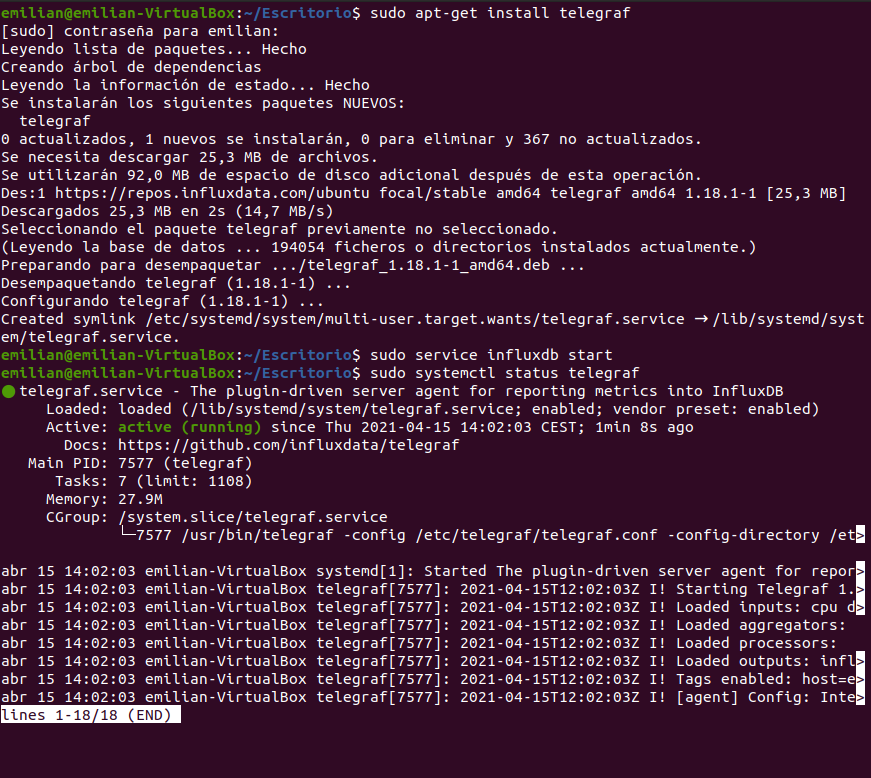 emilian@emilian-VirtualBox:~/Escritorio$ sudo apt-get install telegraf
[sudo] contraseña para emilian:
Leyendo lista de paquetes... Hecho
Creando árbol de dependencias
Leyendo la información de estado... Hecho
Se instalarán los siguientes paquetes NUEVOS:
  telegraf
0 actualizados, 1 nuevos se instalarán, 0 para eliminar y 367 no actualizados.
Se necesita descargar 25,3 MB de archivos.
Se utilizarán 92,0 MB de espacio de disco adicional después de esta operación.
Des:1 https://repos.influxdata.com/ubuntu focal/stable amd64 telegraf amd64 1.18.1-1 [25,3 MB]
Descargados 25,3 MB en 2s (14,7 MB/s)
Seleccionando el paquete telegraf previamente no seleccionado.
(Leyendo la base de datos ... 194054 ficheros o directorios instalados actualmente.)
Preparando para desempaquetar .../telegraf_1.18.1-1_amd64.deb ...
Desempaquetando telegraf (1.18.1-1) ...
Configurando telegraf (1.18.1-1) ...
Created symlink /etc/systemd/system/multi-user.target.wants/telegraf.service → /lib/systemd/syst
em/telegraf.service.
emilian@emilian-VirtualBox:~/Escritorio$ sudo service influxdb start
emilian@emilian-VirtualBox:~/Escritorio$ sudo systemctl status telegraf
● telegraf.service - The plugin-driven server agent for reporting metrics into InfluxDB
     Loaded: loaded (/lib/systemd/system/telegraf.service; enabled; vendor preset: enabled)
     Active: active (running) since Thu 2021-04-15 14:02:03 CEST; 1min 8s ago
       Docs: https://github.com/influxdata/telegraf
   Main PID: 7577 (telegraf)
      Tasks: 7 (limit: 1108)
     Memory: 27.9M
     CGroup: /system.slice/telegraf.service
             └─7577 /usr/bin/telegraf -config /etc/telegraf/telegraf.conf -config-directory /et>
abr 15 14:02:03 emilian-VirtualBox systemd[1]: Started The plugin-driven server agent for repor>
abr 15 14:02:03 emilian-VirtualBox telegraf[7577]: 2021-04-15T12:02:03Z I! Starting Telegraf 1.>
abr 15 14:02:03 emilian-VirtualBox telegraf[7577]: 2021-04-15T12:02:03Z I! Loaded inputs: cpu d>
abr 15 14:02:03 emilian-VirtualBox telegraf[7577]: 2021-04-15T12:02:03Z I! Loaded aggregators:
abr 15 14:02:03 emilian-VirtualBox telegraf[7577]: 2021-04-15T12:02:03Z I! Loaded processors:
abr 15 14:02:03 emilian-VirtualBox telegraf[7577]: 2021-04-15T12:02:03Z I! Loaded outputs: infl>
abr 15 14:02:03 emilian-VirtualBox telegraf[7577]: 2021-04-15T12:02:03Z I! Tags enabled: host=e>
abr 15 14:02:03 emilian-VirtualBox telegraf[7577]: 2021-04-15T12:02:03Z I! [agent] Config: Inte>
lines 1-18/18 (END)